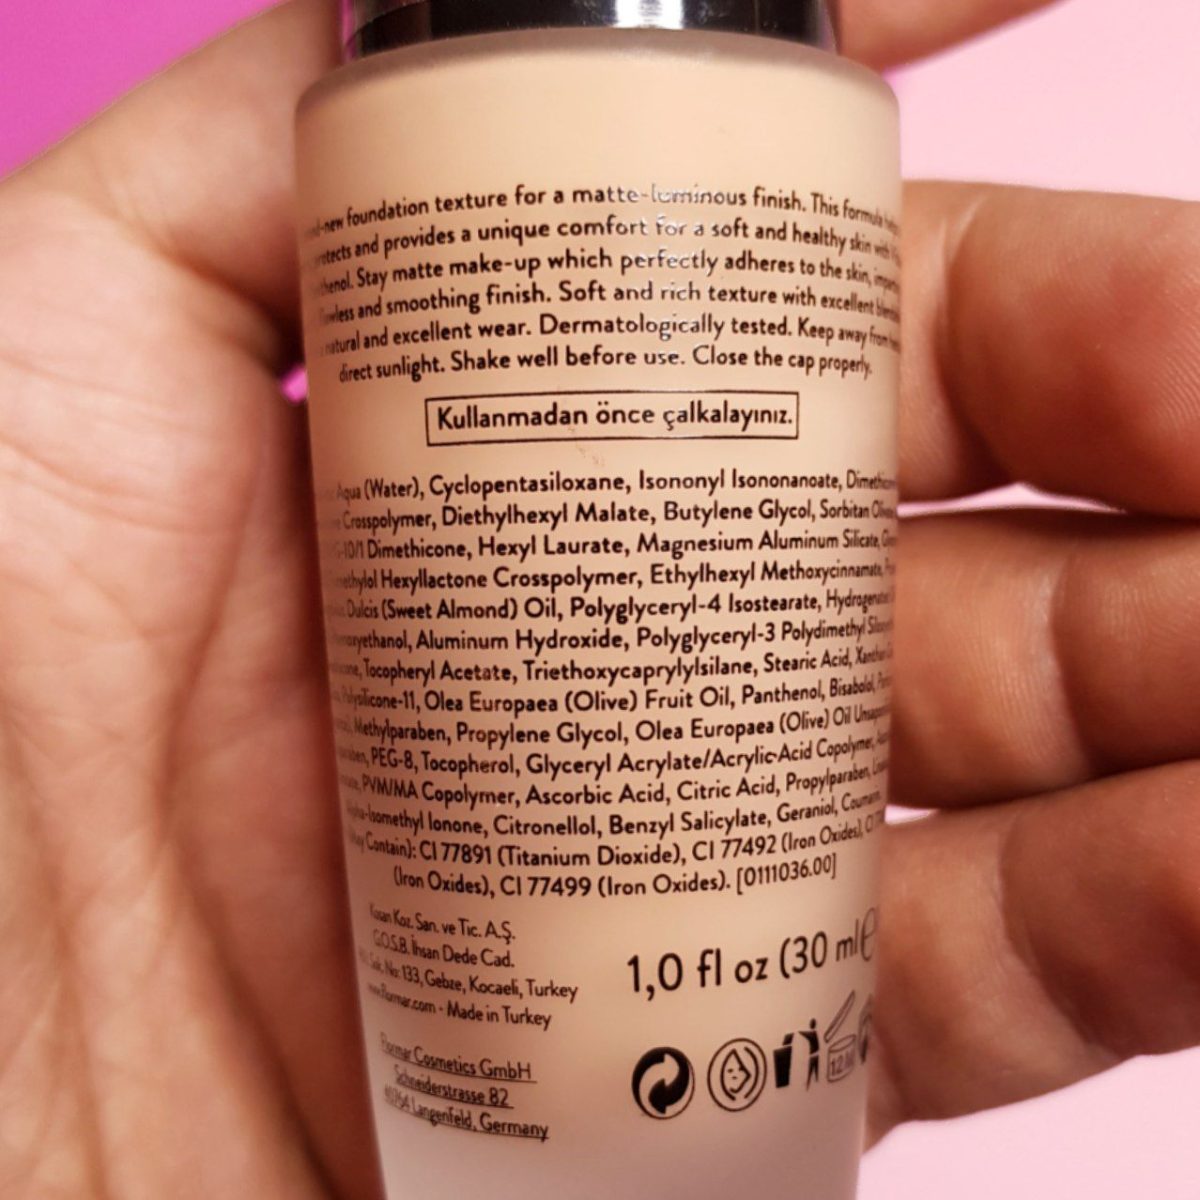 foundation texture for a matte-luminous finish. This formula
and provides a unique comfort for a soft and healthy skin with
Stay matte make-up which perfectly adheres to the skin,
and smoothing finish. Soft and rich texture with excellent
natural and excellent wear. Dermatologically tested. Keep away from
direct sunlight. Shake well before use. Close the cap properly.
Kullanmadan önce çalkalayınız.
Aqua (Water), Cyclopentasiloxane, Isononyl Isononanoate,
Crosspolymer, Diethylhexyl Malate, Butylene Glycol, Sorbitan
Dimethicone, Hexyl Laurate, Magnesium Aluminum Silicate,
Hexyllactone Crosspolymer, Ethylhexyl Methoxycinnamate,
Dulcis (Sweet Almond) Oil, Polyglyceryl-4 Isostearate,
Aluminum Hydroxide, Polyglyceryl-3 Polydimethyl
Tocopheryl Acetate, Triethoxycaprylylsilane, Stearic Acid,
Polysilicone-11, Olea Europaea (Olive) Fruit Oil, Panthenol, Bisabolol,
Methylparaben, Propylene Glycol, Olea Europaea (Olive) Oil
PEG-8, Tocopherol, Glyceryl Acrylate/Acrylic Acid Copolymer,
PVM/MA Copolymer, Ascorbic Acid, Citric Acid, Propylparaben,
Ionone, Citronellol, Benzyl Salicylate, Geraniol,
Contain): CI 77891 (Titanium Dioxide), CI 77492 (Iron Oxides),
(Iron Oxides), CI 77499 (Iron Oxides). [0111036.00]
Kosan Koz. San. ve Tic. A.Ş.
G.O.S.B. İhsan Dede Cad.
No: 133, Gebze, Kocaeli, Turkey
www.flormar.com - Made in Turkey
Flormar Cosmetics GmbH
Schneiderstrasse 82
40764 Langenfeld, Germany
1,0 fl oz (30 ml